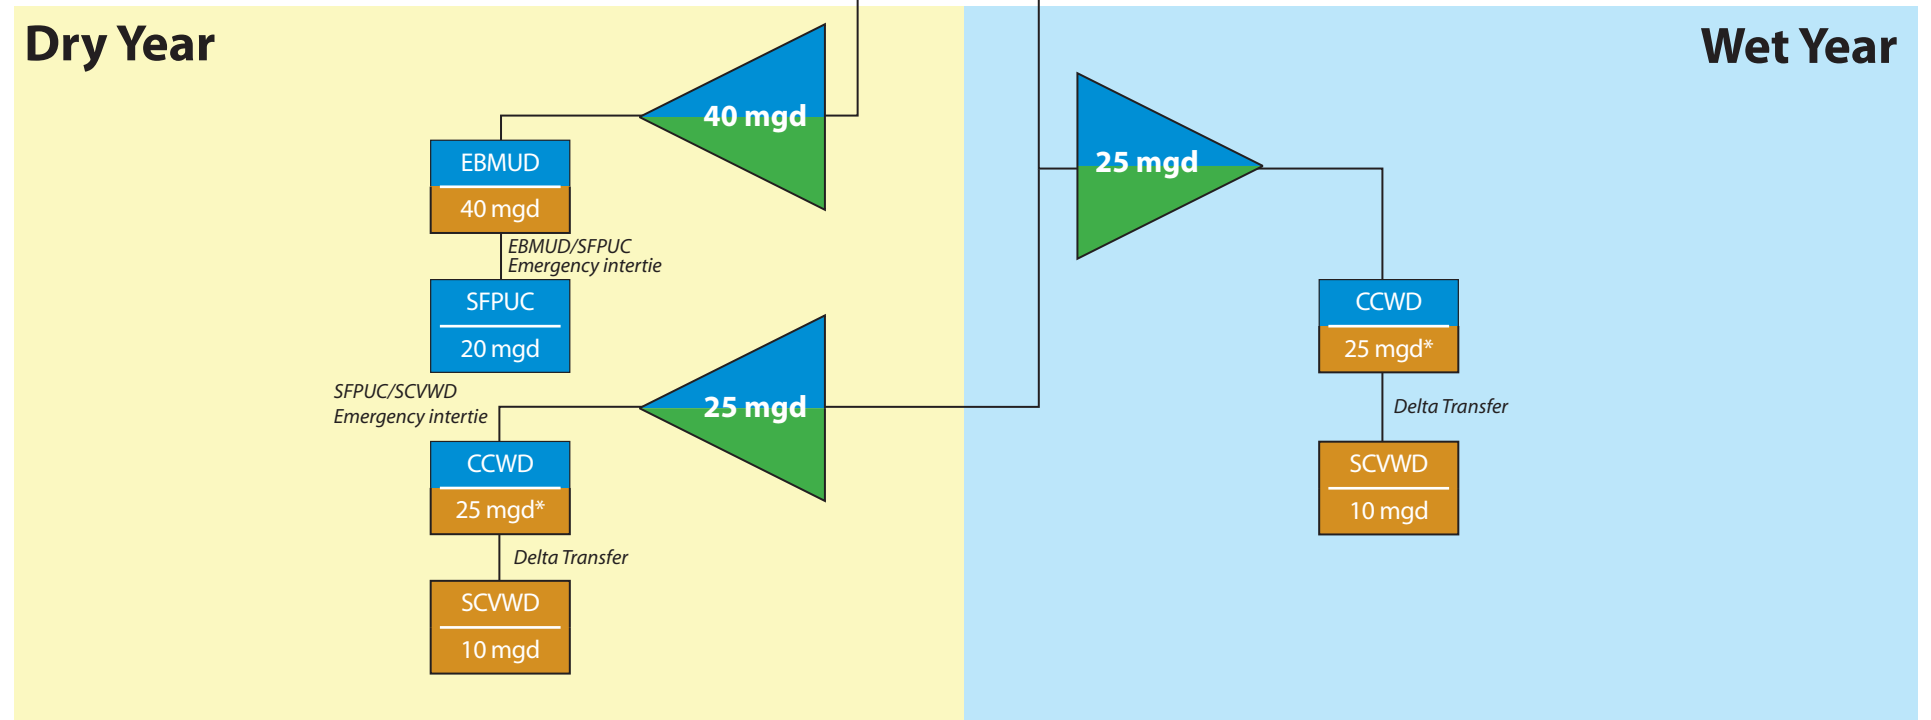 Dry Year
40 mgd
EBMUD
40 mgd
EBMUD/SFPUC
Emergency intertie
SFPUC
20 mgd
SFPUC/SCVWD
Emergency intertie
25 mgd
CCWD
25 mgd*
Delta Transfer
SCVWD
10 mgd
Wet Year
25 mgd
CCWD
25 mgd*
Delta Transfer
SCVWD
10 mgd